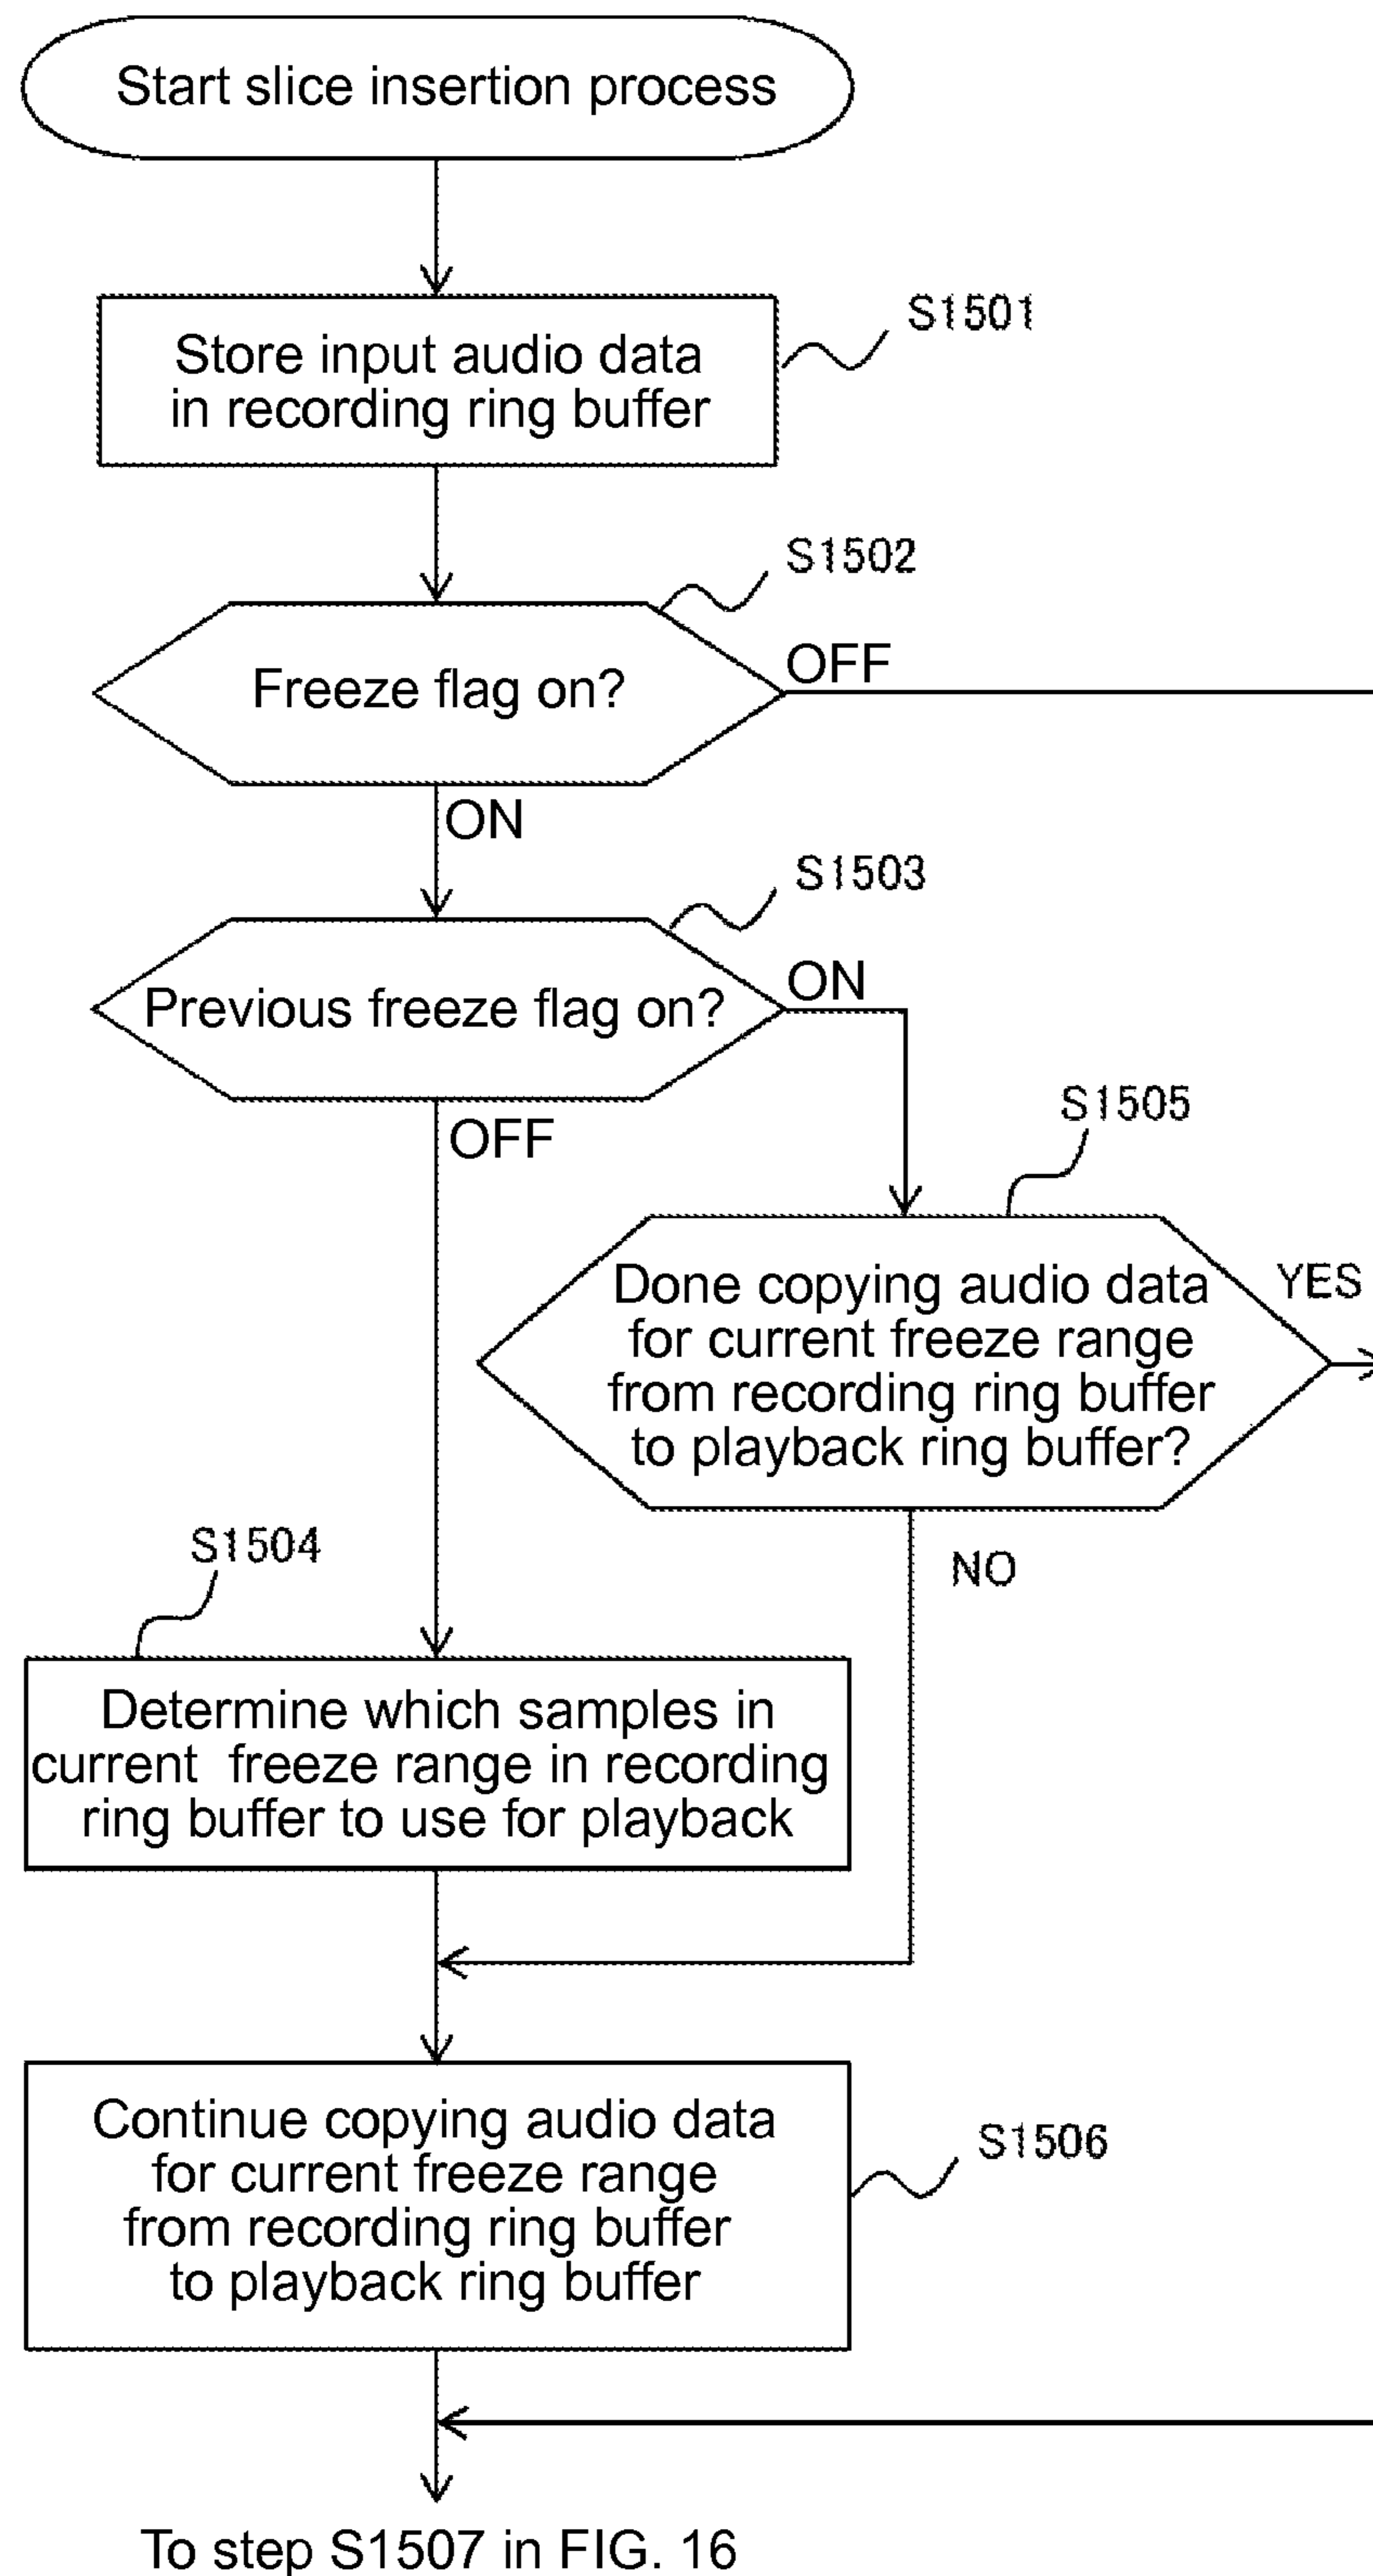 Start slice insertion process
S1501
Store input audio data
in recording ring buffer
S1502
Freeze flag on?
OFF
ON
S1503
Previous freeze flag on?
ON
OFF
S1505
Done copying audio data
for current freeze range
from recording ring buffer
to playback ring buffer?
YES
NO
S1504
Determine which samples in
current freeze range in recording
ring buffer to use for playback
Continue copying audio data
for current freeze range
from recording ring buffer
to playback ring buffer
S1506
To step S1507 in FIG. 16